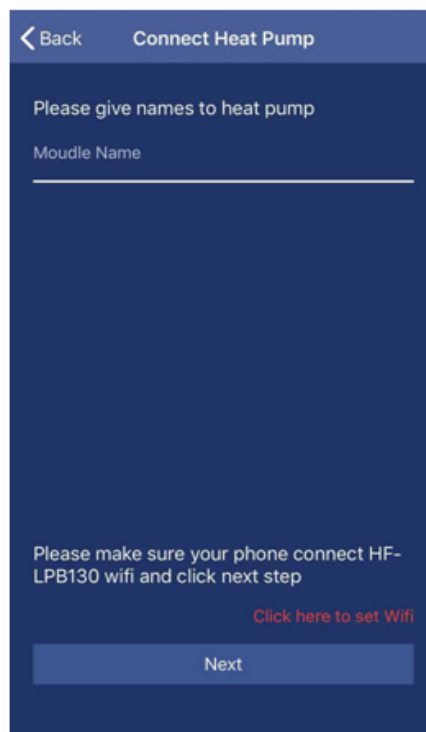 Back
Connect Heat Pump
Please give names to heat pump
Moudle Name
Please make sure your phone connect HF-
LPB130 wifi and click next step
Click here to set Wifi
Next